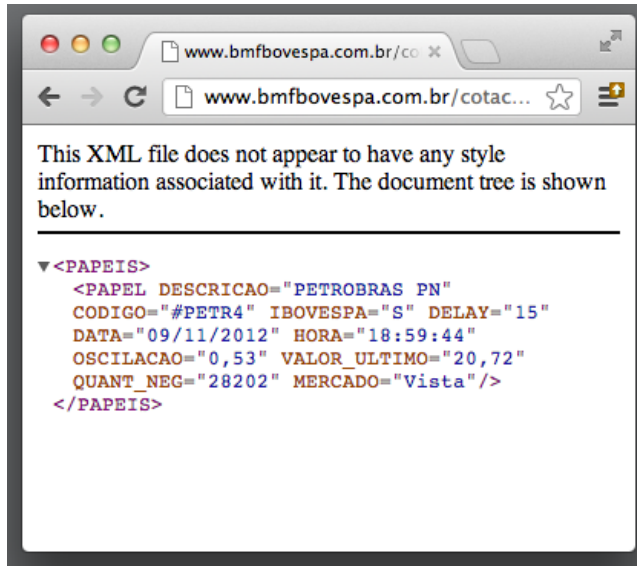 www.bmfbovespa.com.br/co
www.bmfbovespa.com.br/cotac...
This XML file does not appear to have any style
information associated with it. The document tree is shown
below.
<PAPEIS>
<PAPEL DESCRICAO="PETROBRAS PN"
CODIGO="#PETR4" IBOVESPA="S" DELAY="15"
DATA="09/11/2012" HORA="18:59:44"
OSCILACAO="0,53" VALOR_ULTIMO="20,72"
QUANT_NEG="28202" MERCADO="Vista"/>
</PAPEIS>